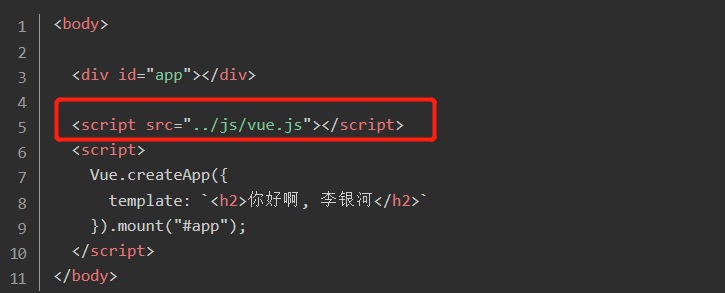 1 <body>
2
3 <div id="app"></div>
4
5 <script src="../js/vue.js"></script>
6 <script>
7 Vue.createApp({
8 template: `<h2>你好啊, 李银河</h2>`
9 }).mount("#app");
10 </script>
11 </body>